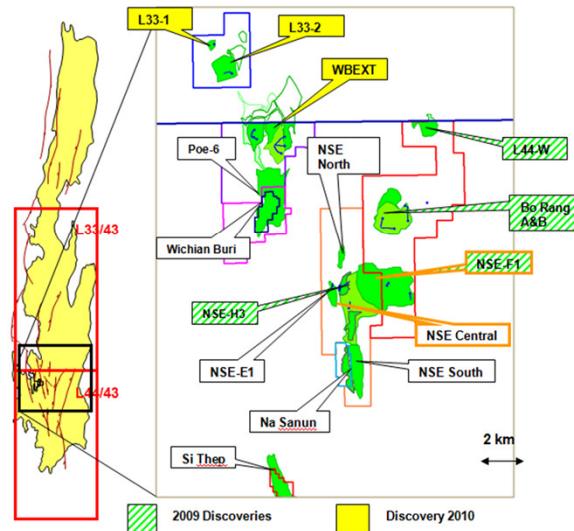 L33-1
L33-2
WBEXT
Poe-6
NSE
North
L44-W
Wichian Buri
Bo Rang
A&B
L33/43
NSE-F1
NSE-H3
NSE Central
NSE-E1
NSE South
L44/43
Na Sanun
2 km
Si Thep
2009 Discoveries
Discovery 2010